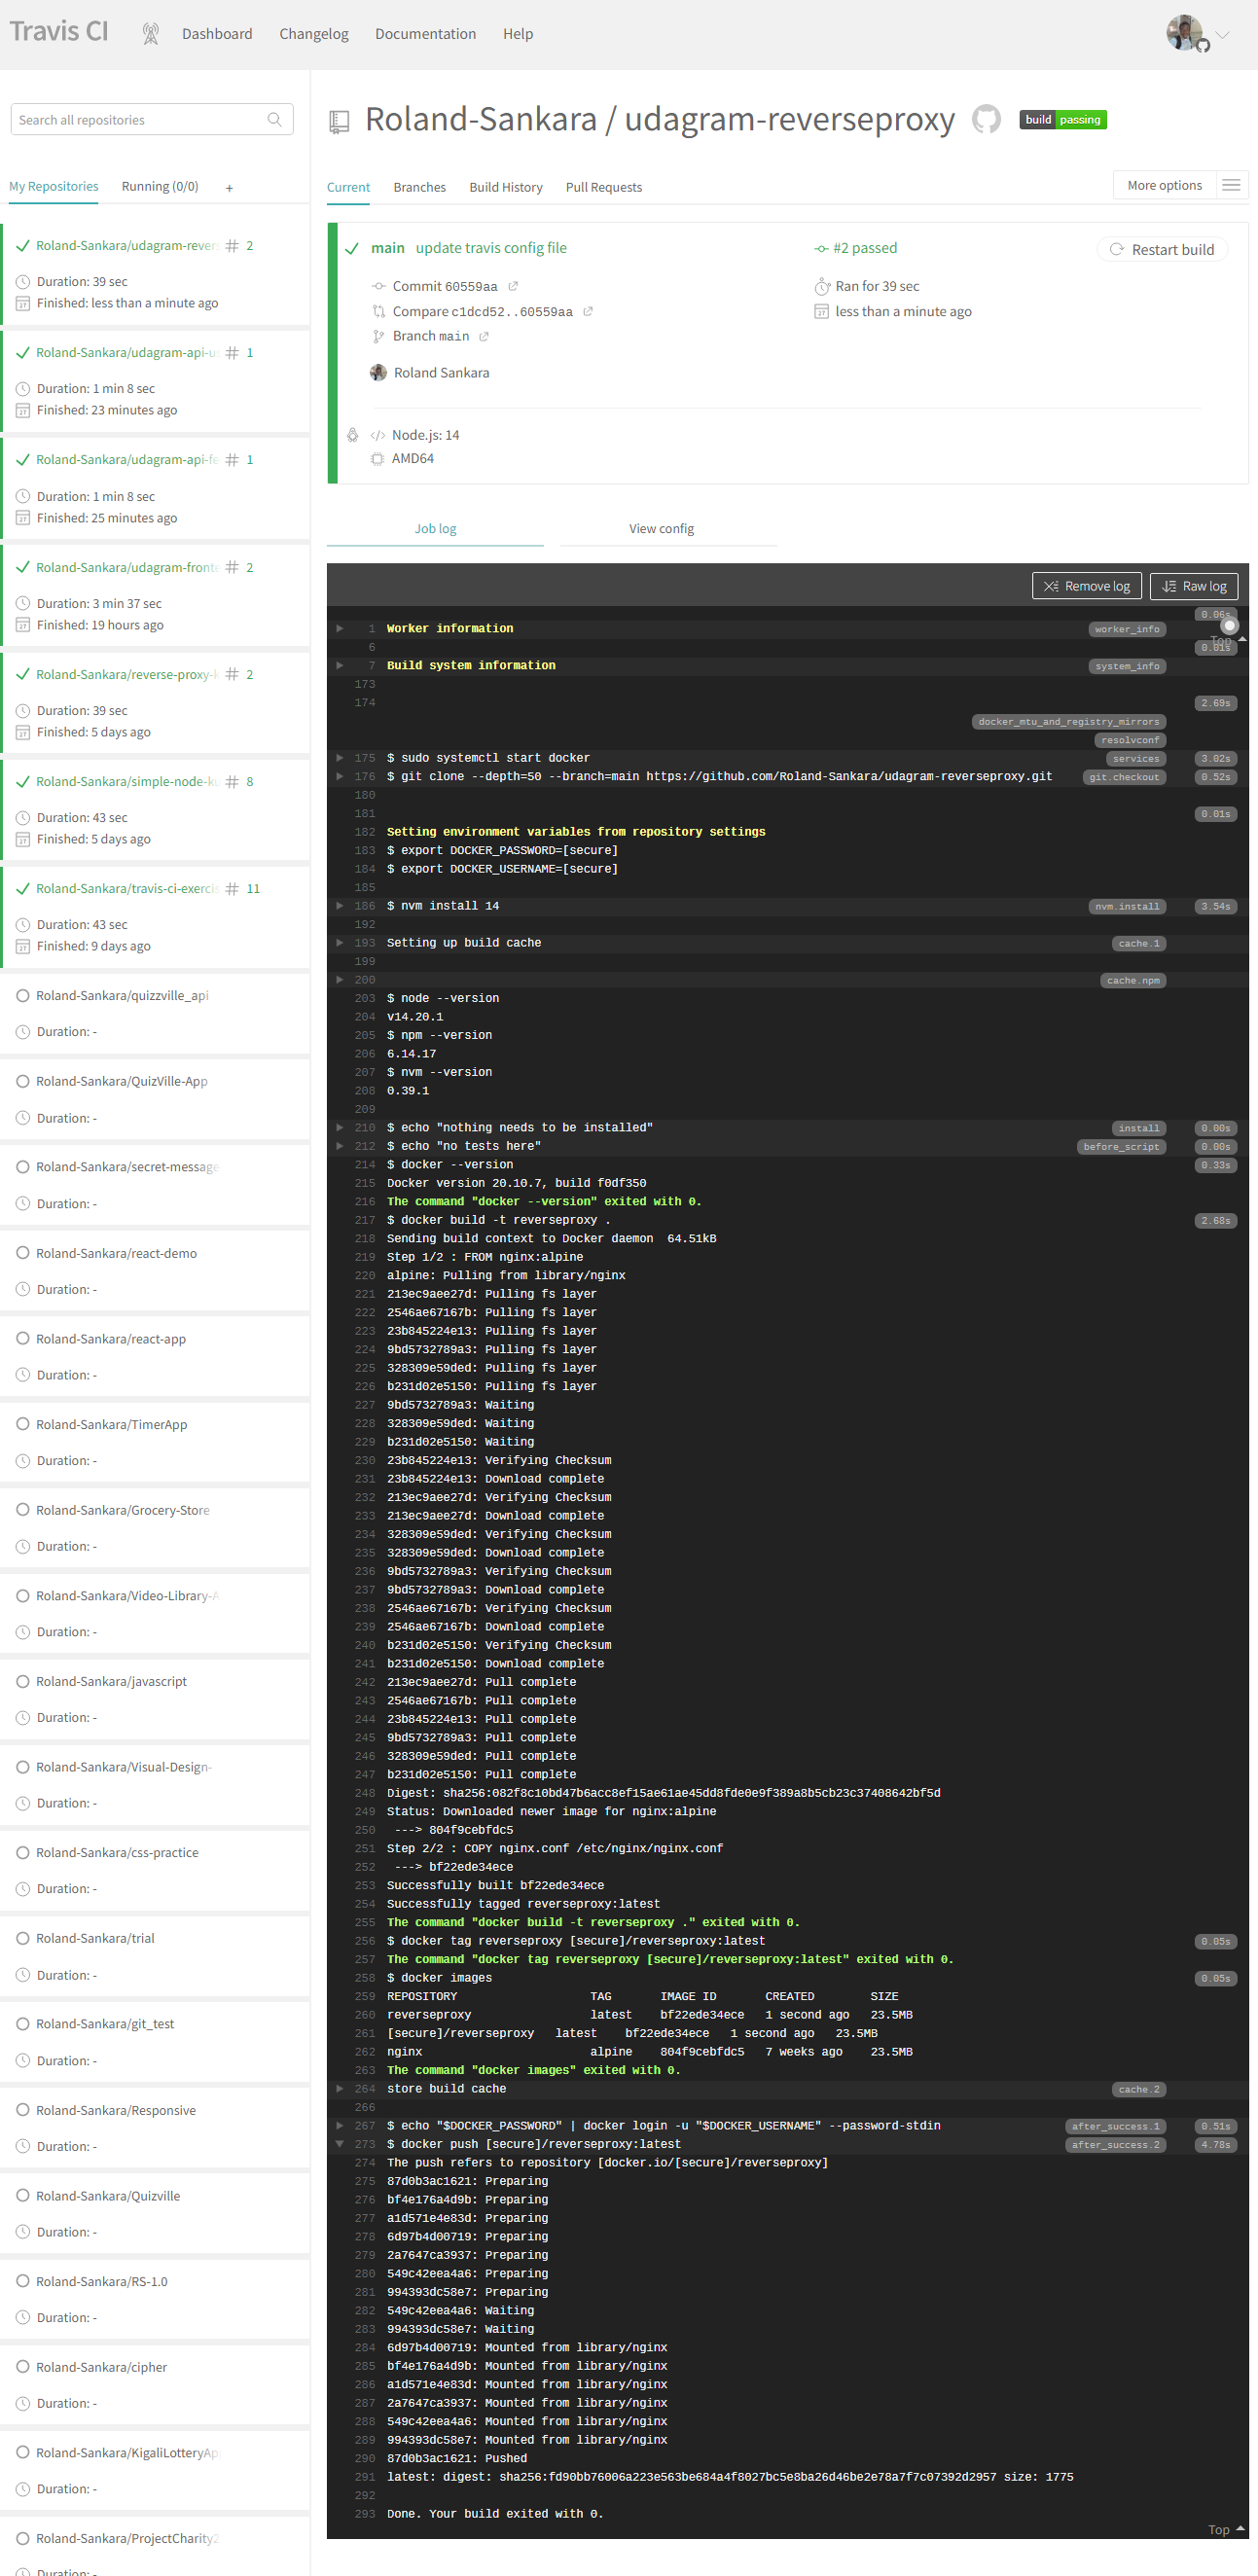 Travis CI
Dashboard
Changelog
Documentation
Help
Search all repositories
My Repositories
Running (0/0)
+
Roland-Sankara/udagram-revers # 2
Duration: 39 sec
Finished: less than a minute ago
Roland-Sankara/udagram-api-us # 1
Duration: 1 min 8 sec
Finished: 23 minutes ago
Roland-Sankara/udagram-api-fe # 1
Duration: 1 min 8 sec
Finished: 25 minutes ago
Roland-Sankara/udagram-fronte # 2
Duration: 3 min 37 sec
Finished: 19 hours ago
Roland-Sankara/reverse-proxy-k # 2
Duration: 39 sec
Finished: 5 days ago
Roland-Sankara/simple-node-ku # 8
Duration: 43 sec
Finished: 5 days ago
Roland-Sankara/travis-ci-exercis # 11
Duration: 43 sec
Finished: 9 days ago
Roland-Sankara/quizzville_api
Duration: -
Roland-Sankara/QuizVille-App
Duration: -
Roland-Sankara/secret-message
Duration: -
Roland-Sankara/react-demo
Duration: -
Roland-Sankara/react-app
Duration: -
Roland-Sankara/TimerApp
Duration: -
Roland-Sankara/Grocery-Store
Duration: -
Roland-Sankara/Video-Library-A
Duration: -
Roland-Sankara/javascript
Duration: -
Roland-Sankara/Visual-Design-
Duration: -
Roland-Sankara/css-practice
Duration: -
Roland-Sankara/trial
Duration: -
Roland-Sankara/git_test
Duration: -
Roland-Sankara/Responsive
Duration: -
Roland-Sankara/Quizville
Duration: -
Roland-Sankara/RS-1.0
Duration: -
Roland-Sankara/cipher
Duration: -
Roland-Sankara/KigaliLotteryAp
Duration: -
Roland-Sankara/ProjectCharity2
Duration: -
Roland-Sankara / udagram-reverseproxy
build passing
Current
Branches
Build History
Pull Requests
More options
main update travis config file
#2 passed
Restart build
Commit 60559aa
Ran for 39 sec
Compare c1dcd52..60559aa
less than a minute ago
Branch main
Roland Sankara
Node.js: 14
AMD64
Job log
View config
Remove log
Raw log
0.06s
1 Worker information worker_info
Top
6 0.01s
7 Build system information system_info
173
174 2.69s
docker_mtu_and_registry_mirrors
resolvconf
175 $ sudo systemctl start docker services 3.02s
176 $ git clone --depth=50 --branch=main https://github.com/Roland-Sankara/udagram-reverseproxy.git git.checkout 0.52s
180
181 0.01s
182 Setting environment variables from repository settings
183 $ export DOCKER_PASSWORD=[secure]
184 $ export DOCKER_USERNAME=[secure]
185
186 $ nvm install 14 nvm.install 3.54s
192
193 Setting up build cache cache.1
199
200 cache.npm
203 $ node --version
204 v14.20.1
205 $ npm --version
206 6.14.17
207 $ nvm --version
208 0.39.1
209
210 $ echo "nothing needs to be installed" install 0.00s
212 $ echo "no tests here" before_script 0.00s
214 $ docker --version 0.33s
215 Docker version 20.10.7, build f0df350
216 The command "docker --version" exited with 0.
217 $ docker build -t reverseproxy . 2.68s
218 Sending build context to Docker daemon  64.51kB
219 Step 1/2 : FROM nginx:alpine
220 alpine: Pulling from library/nginx
221 213ec9aee27d: Pulling fs layer
222 2546ae67167b: Pulling fs layer
223 23b845224e13: Pulling fs layer
224 9bd5732789a3: Pulling fs layer
225 328309e59ded: Pulling fs layer
226 b231d02e5150: Pulling fs layer
227 9bd5732789a3: Waiting
228 328309e59ded: Waiting
229 b231d02e5150: Waiting
230 23b845224e13: Verifying Checksum
231 23b845224e13: Download complete
232 213ec9aee27d: Verifying Checksum
233 213ec9aee27d: Download complete
234 328309e59ded: Verifying Checksum
235 328309e59ded: Download complete
236 9bd5732789a3: Verifying Checksum
237 9bd5732789a3: Download complete
238 2546ae67167b: Verifying Checksum
239 2546ae67167b: Download complete
240 b231d02e5150: Verifying Checksum
241 b231d02e5150: Download complete
242 213ec9aee27d: Pull complete
243 2546ae67167b: Pull complete
244 23b845224e13: Pull complete
245 9bd5732789a3: Pull complete
246 328309e59ded: Pull complete
247 b231d02e5150: Pull complete
248 Digest: sha256:082f8c10bd47b6acc8ef15ae61ae45dd8fde0e9f389a8b5cb23c37408642bf5d
249 Status: Downloaded newer image for nginx:alpine
250  ---> 804f9cebfdc5
251 Step 2/2 : COPY nginx.conf /etc/nginx/nginx.conf
252  ---> bf22ede34ece
253 Successfully built bf22ede34ece
254 Successfully tagged reverseproxy:latest
255 The command "docker build -t reverseproxy ." exited with 0.
256 $ docker tag reverseproxy [secure]/reverseproxy:latest 0.05s
257 The command "docker tag reverseproxy [secure]/reverseproxy:latest" exited with 0.
258 $ docker images 0.05s
259 REPOSITORY TAG IMAGE ID CREATED SIZE
260 reverseproxy latest bf22ede34ece 1 second ago 23.5MB
261 [secure]/reverseproxy latest bf22ede34ece 1 second ago 23.5MB
262 nginx alpine 804f9cebfdc5 7 weeks ago 23.5MB
263 The command "docker images" exited with 0.
264 store build cache cache.2
266
267 $ echo "$DOCKER_PASSWORD" | docker login -u "$DOCKER_USERNAME" --password-stdin after_success.1 0.51s
273 $ docker push [secure]/reverseproxy:latest after_success.2 4.78s
274 The push refers to repository [docker.io/[secure]/reverseproxy]
275 87d0b3ac1621: Preparing
276 bf4e176a4d9b: Preparing
277 a1d571e4e83d: Preparing
278 6d97b4d00719: Preparing
279 2a7647ca3937: Preparing
280 549c42eea4a6: Preparing
281 994393dc58e7: Preparing
282 549c42eea4a6: Waiting
283 994393dc58e7: Waiting
284 6d97b4d00719: Mounted from library/nginx
285 bf4e176a4d9b: Mounted from library/nginx
286 a1d571e4e83d: Mounted from library/nginx
287 2a7647ca3937: Mounted from library/nginx
288 549c42eea4a6: Mounted from library/nginx
289 994393dc58e7: Mounted from library/nginx
290 87d0b3ac1621: Pushed
291 latest: digest: sha256:fd90bb76006a223e563be684a4f8027bc5e8ba26d46be2e78a7f7c07392d2957 size: 1775
292
293 Done. Your build exited with 0.
Top